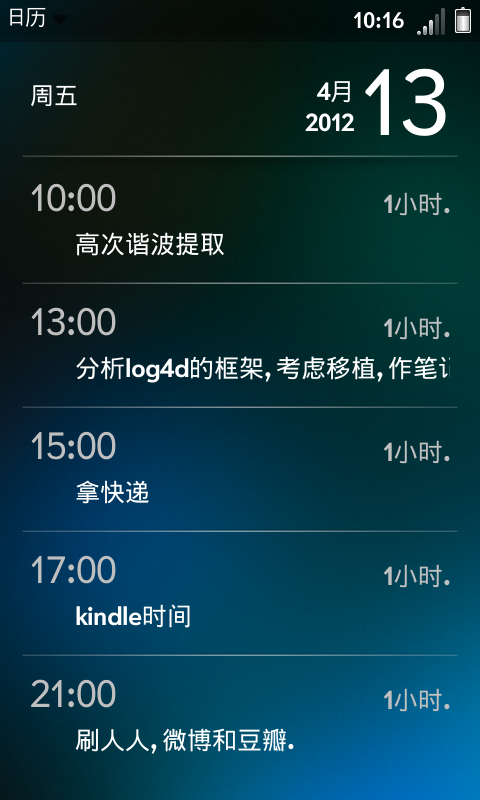 日历 10:16
周五 4月 13
2012
10:00 1小时.
高次谐波提取
13:00 1小时.
分析log4d的框架, 考虑移植, 作笔
15:00 1小时.
拿快递
17:00 1小时.
kindle时间
21:00 1小时.
刷人人, 微博和豆瓣.